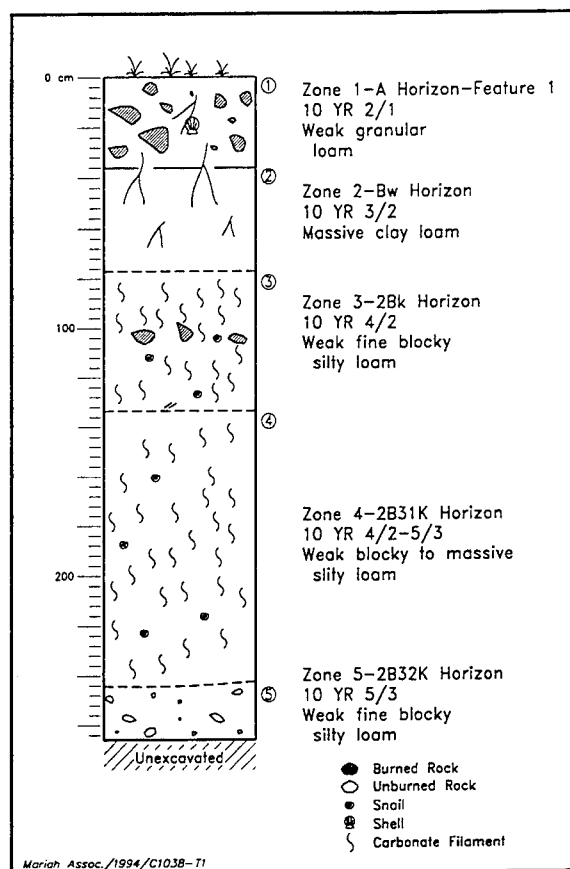 0 cm
①
Zone 1-A Horizon-Feature 1
10 YR 2/1
Weak granular
loam
②
Zone 2-Bw Horizon
10 YR 3/2
Massive clay loam
③
Zone 3-2Bk Horizon
10 YR 4/2
Weak fine blocky
silty loam
100
④
Zone 4-2B31K Horizon
10 YR 4/2-5/3
Weak blocky to massive
slity loam
200
⑤
Zone 5-2B32K Horizon
10 YR 5/3
Weak fine blocky
silty loam
Unexcavated
Burned Rock
Unburned Rock
Snail
Shell
Carbonate Filament
Mariah Assoc./1994/C1038-T1